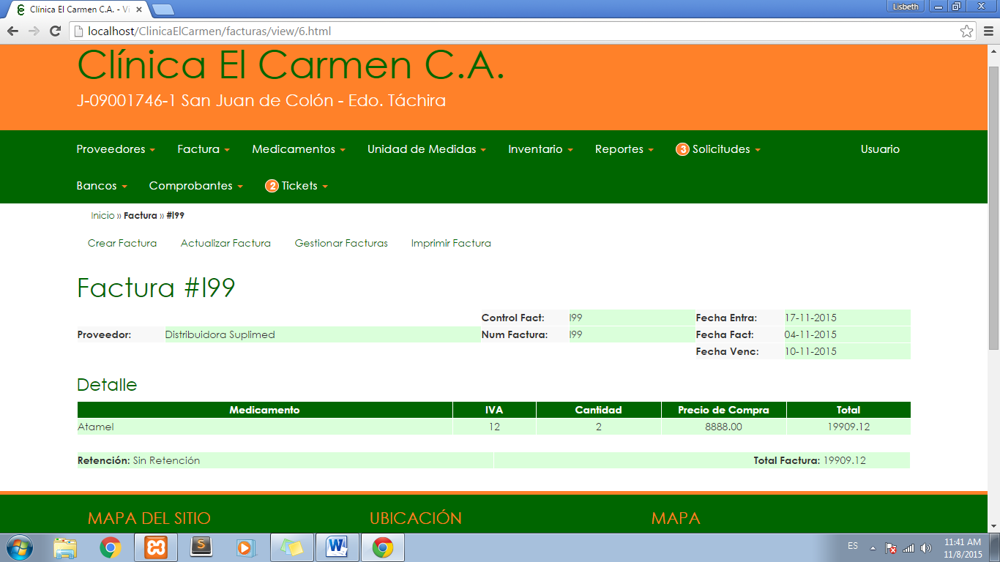 Clínica El Carmen C.A. - Vi
Lisbeth
localhost/ClinicaElCarmen/facturas/view/6.html
Clínica El Carmen C.A.
J-09001746-1 San Juan de Colón - Edo. Táchira
Proveedores Factura Medicamentos Unidad de Medidas Inventario Reportes 3 Solicitudes Usuario
Bancos Comprobantes 2 Tickets
Inicio » Factura » #l99
Crear Factura Actualizar Factura Gestionar Facturas Imprimir Factura
Factura #l99
Control Fact: l99 Fecha Entra: 17-11-2015
Proveedor: Distribuidora Suplimed Num Factura: l99 Fecha Fact: 04-11-2015
Fecha Venc: 10-11-2015
Detalle
Medicamento IVA Cantidad Precio de Compra Total
Atamel 12 2 8888.00 19909.12
Retención: Sin Retención Total Factura: 19909.12
MAPA DEL SITIO UBICACIÓN MAPA
ES 11:41 AM
11/8/2015